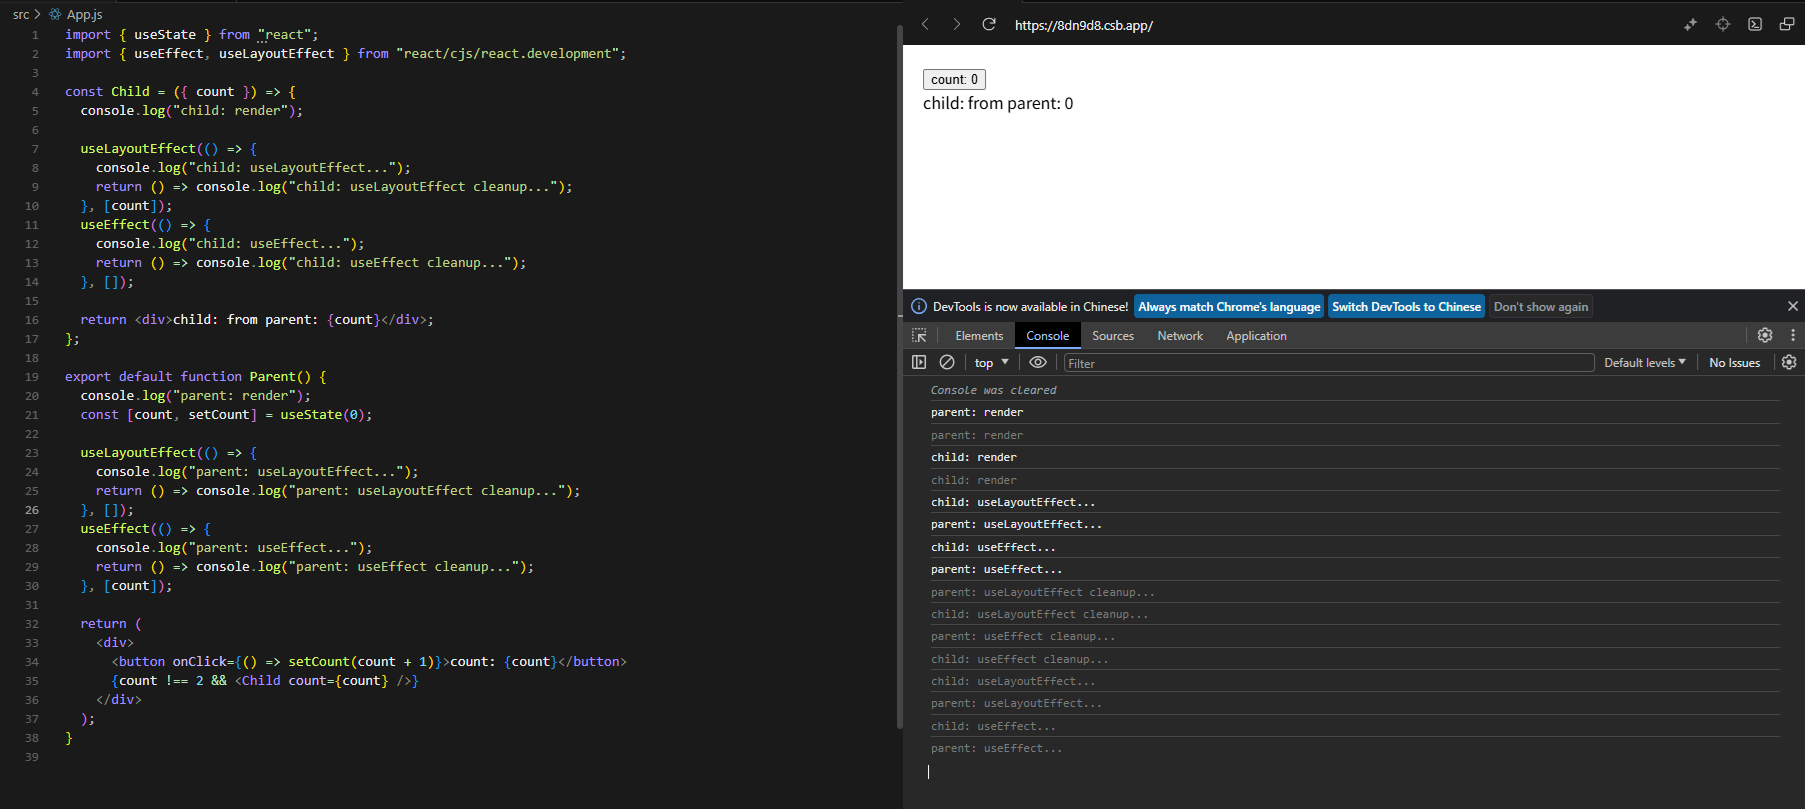 src > App.js
1 import { useState } from "react";
2 import { useEffect, useLayoutEffect } from "react/cjs/react.development";
3
4 const Child = ({ count }) => {
5 console.log("child: render");
6
7 useLayoutEffect(() => {
8 console.log("child: useLayoutEffect...");
9 return () => console.log("child: useLayoutEffect cleanup...");
10 }, [count]);
11 useEffect(() => {
12 console.log("child: useEffect...");
13 return () => console.log("child: useEffect cleanup...");
14 }, []);
15
16 return <div>child: from parent: {count}</div>;
17 };
18
19 export default function Parent() {
20 console.log("parent: render");
21 const [count, setCount] = useState(0);
22
23 useLayoutEffect(() => {
24 console.log("parent: useLayoutEffect...");
25 return () => console.log("parent: useLayoutEffect cleanup...");
26 }, []);
27 useEffect(() => {
28 console.log("parent: useEffect...");
29 return () => console.log("parent: useEffect cleanup...");
30 }, [count]);
31
32 return (
33 <div>
34 <button onClick={() => setCount(count + 1)}>count: {count}</button>
35 {count !== 2 && <Child count={count} />}
36 </div>
37 );
38 }
39
https://8dn9d8.csb.app/
count: 0
child: from parent: 0
DevTools is now available in Chinese! Always match Chrome's language Switch DevTools to Chinese Don't show again
Elements Console Sources Network Application
top Filter Default levels No Issues
Console was cleared
parent: render
parent: render
child: render
child: render
child: useLayoutEffect...
parent: useLayoutEffect...
child: useEffect...
parent: useEffect...
parent: useLayoutEffect cleanup...
child: useLayoutEffect cleanup...
parent: useEffect cleanup...
child: useEffect cleanup...
child: useLayoutEffect...
parent: useLayoutEffect...
child: useEffect...
parent: useEffect...